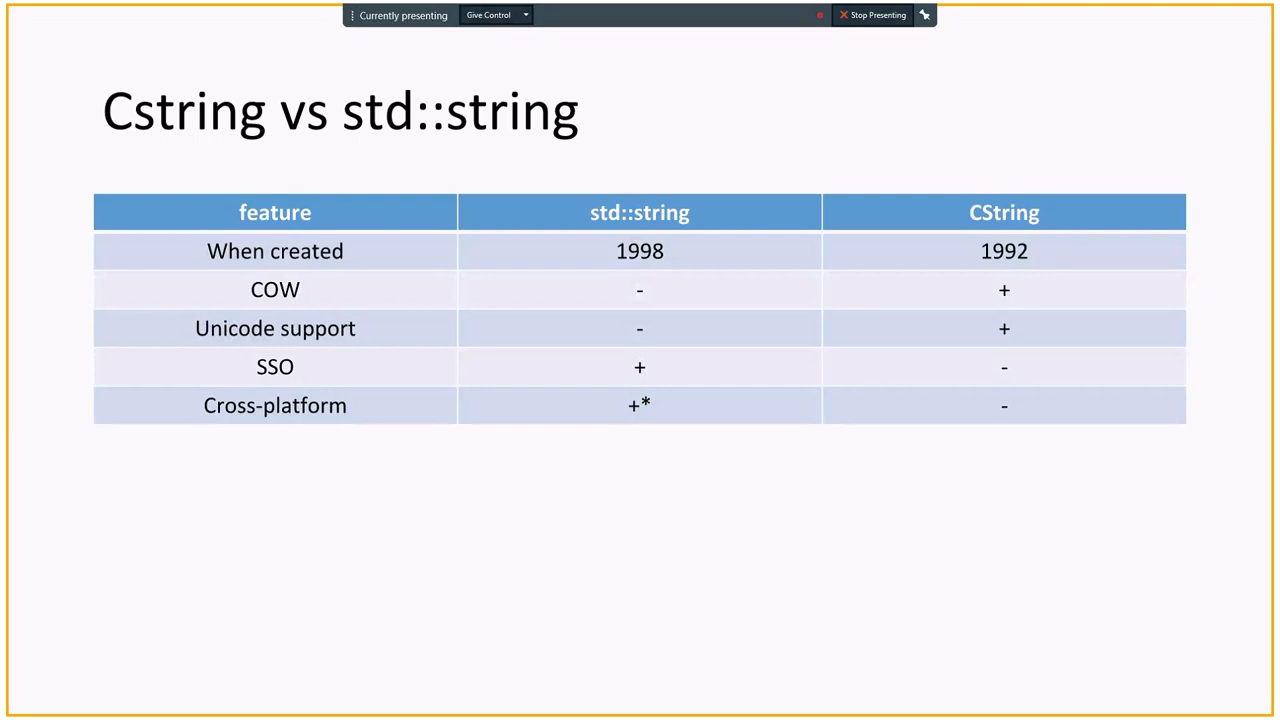 Currently presenting Give Control Stop Presenting
Cstring vs std::string
feature std::string CString
When created 1998 1992
COW - +
Unicode support - +
SSO + -
Cross-platform +* -